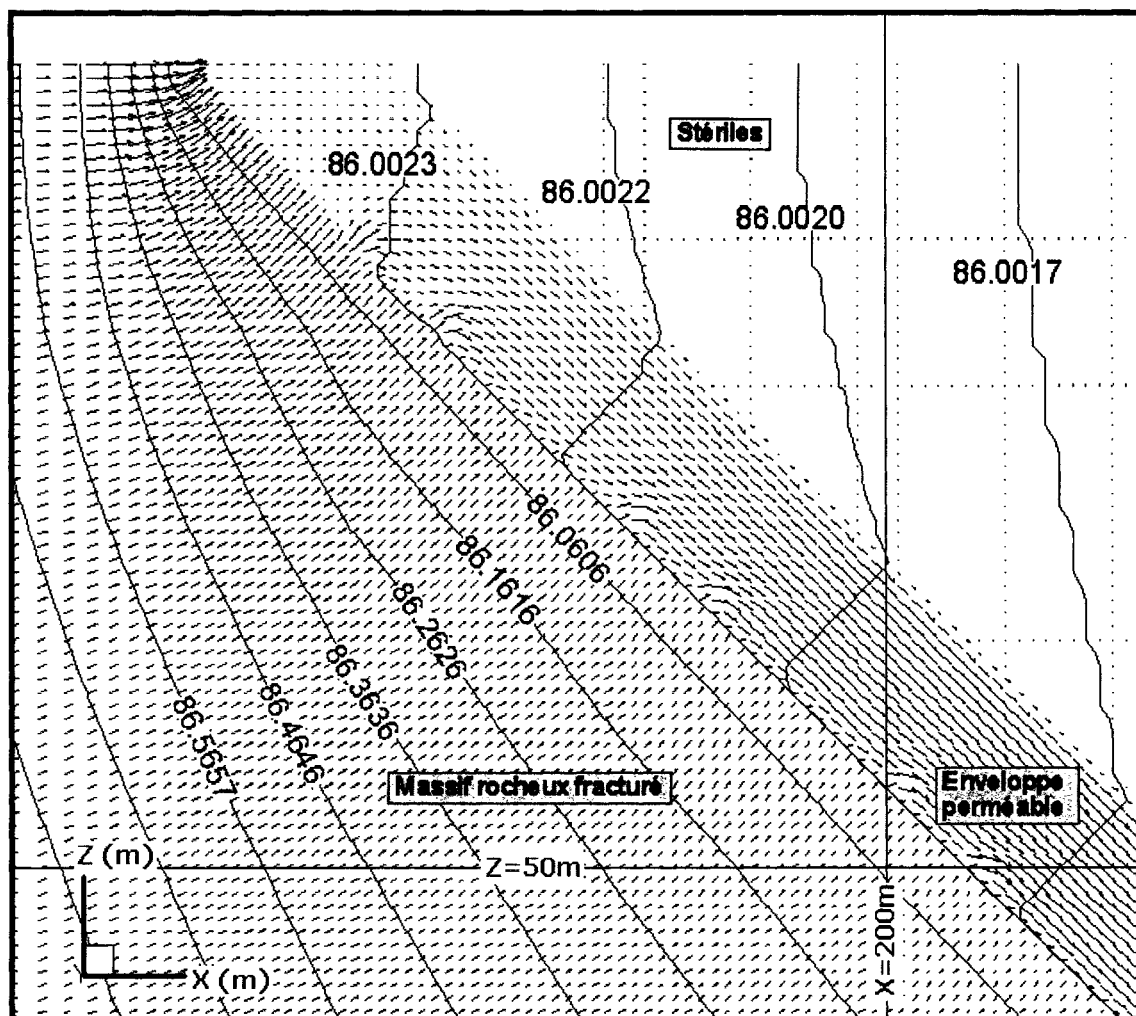 Stériles
86.0023
86.0022
86.0020
86.0017
86.0606
86.1616
86.2626
86.3636
86.4646
86.5657
Massif rocheux fracturé
Enveloppe
perméable
Z (m)
Z=50m
X (m)
X=200m